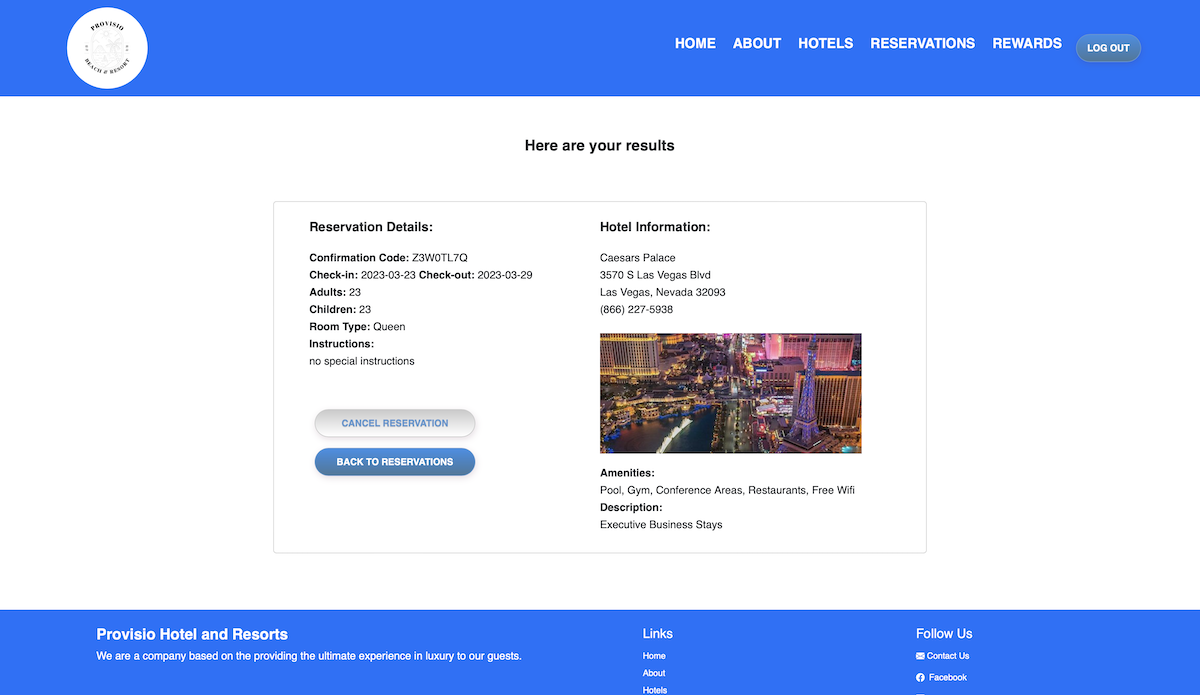 PROVISIO
BEACH & RESORT
HOME ABOUT HOTELS RESERVATIONS REWARDS LOG OUT
Here are your results
Reservation Details:
Confirmation Code: Z3W0TL7Q
Check-in: 2023-03-23 Check-out: 2023-03-29
Adults: 23
Children: 23
Room Type: Queen
Instructions:
no special instructions
CANCEL RESERVATION
BACK TO RESERVATIONS
Hotel Information:
Caesars Palace
3570 S Las Vegas Blvd
Las Vegas, Nevada 32093
(866) 227-5938
Amenities:
Pool, Gym, Conference Areas, Restaurants, Free Wifi
Description:
Executive Business Stays
Provisio Hotel and Resorts
We are a company based on the providing the ultimate experience in luxury to our guests.
Links
Home
About
Hotels
Follow Us
Contact Us
Facebook